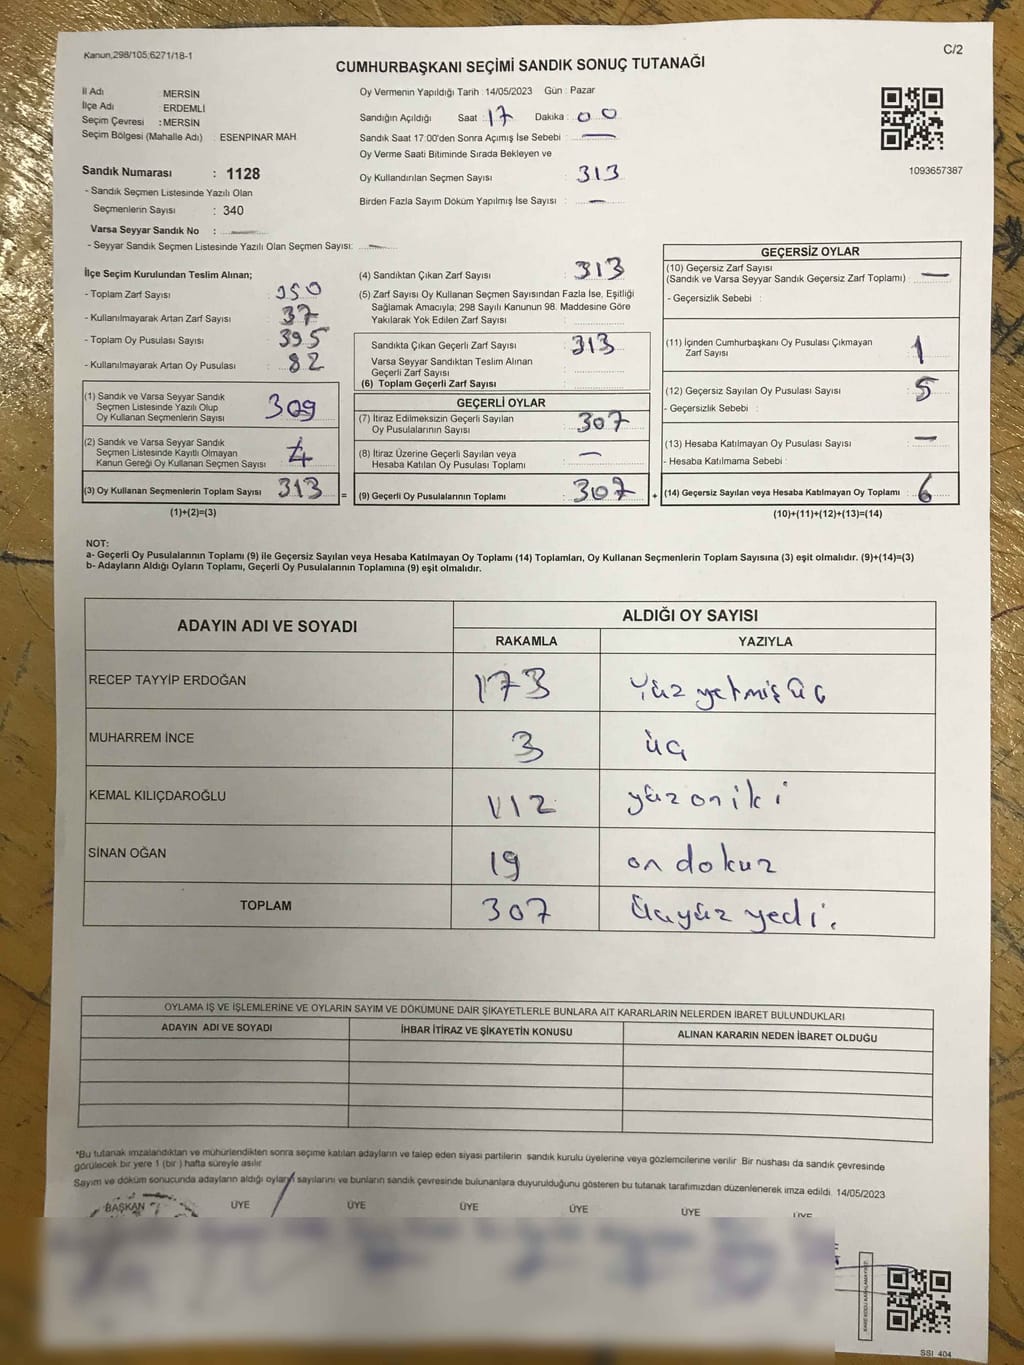 Kanun,298/105;6271/18-1
C/2
CUMHURBAŞKANI SEÇİMİ SANDIK SONUÇ TUTANAĞI
İl Adı MERSİN
İlçe Adı ERDEMLİ
Seçim Çevresi : MERSİN
Seçim Bölgesi (Mahalle Adı) : ESENPINAR MAH.
Sandık Numarası : 1128
- Sandık Seçmen Listesinde Yazılı Olan
Seçmenlerin Sayısı : 340
Varsa Seyyar Sandık No :
- Seyyar Sandık Seçmen Listesinde Yazılı Olan Seçmen Sayısı:
Oy Vermenin Yapıldığı Tarih : 14/05/2023 Gün : Pazar
Sandığın Açıldığı Saat : 17 Dakika : 00
Sandık Saat 17:00'den Sonra Açımış İse Sebebi : —
Oy Verme Saati Bitiminde Sırada Bekleyen ve
Oy Kullandırılan Seçmen Sayısı : 313
Birden Fazla Sayım Döküm Yapılmış İse Sayısı : —
1093657387
İlçe Seçim Kurulundan Teslim Alınan;
- Toplam Zarf Sayısı : 350
- Kullanılmayarak Artan Zarf Sayısı : 37
- Toplam Oy Pusulası Sayısı : 395
- Kullanılmayarak Artan Oy Pusulası : 82
(1) Sandık ve Varsa Seyyar Sandık
Seçmen Listesinde Yazılı Olup
Oy Kullanan Seçmenlerin Sayısı 309
(2) Sandık ve Varsa Seyyar Sandık
Seçmen Listesinde Kayıtlı Olmayan
Kanun Gereği Oy Kullanan Seçmen Sayısı 4
(3) Oy Kullanan Seçmenlerin Toplam Sayısı 313 =
(1)+(2)=(3)
(4) Sandıktan Çıkan Zarf Sayısı : 313
(5) Zarf Sayısı Oy Kullanan Seçmen Sayısından Fazla İse, Eşitliği
Sağlamak Amacıyla; 298 Sayılı Kanunun 98. Maddesine Göre
Yakılarak Yok Edilen Zarf Sayısı :
Sandıkta Çıkan Geçerli Zarf Sayısı : 313
Varsa Seyyar Sandıktan Teslim Alınan
Geçerli Zarf Sayısı :
(6) Toplam Geçerli Zarf Sayısı :
GEÇERLİ OYLAR
(7) İtiraz Edilmeksizin Geçerli Sayılan
Oy Pusulalarının Sayısı : 307
(8) İtiraz Üzerine Geçerli Sayılan veya
Hesaba Katılan Oy Pusulası Toplamı : —
(9) Geçerli Oy Pusulalarının Toplamı : 307 +
GEÇERSİZ OYLAR
(10) Geçersiz Zarf Sayısı
(Sandık ve Varsa Seyyar Sandık Geçersiz Zarf Toplamı) : —
- Geçersizlik Sebebi :
(11) İçinden Cumhurbaşkanı Oy Pusulası Çıkmayan
Zarf Sayısı : 1
(12) Geçersiz Sayılan Oy Pusulası Sayısı : 5
- Geçersizlik Sebebi :
(13) Hesaba Katılmayan Oy Pusulası Sayısı : —
- Hesaba Katılmama Sebebi :
(14) Geçersiz Sayılan veya Hesaba Katılmayan Oy Toplamı : 6
(10)+(11)+(12)+(13)=(14)
NOT:
a- Geçerli Oy Pusulalarının Toplamı (9) ile Geçersiz Sayılan veya Hesaba Katılmayan Oy Toplamı (14) Toplamları, Oy Kullanan Seçmenlerin Toplam Sayısına (3) eşit olmalıdır. (9)+(14)=(3)
b- Adayların Aldığı Oyların Toplamı, Geçerli Oy Pusulalarının Toplamına (9) eşit olmalıdır.
ADAYIN ADI VE SOYADI ALDIĞI OY SAYISI
RAKAMLA YAZIYLA
RECEP TAYYİP ERDOĞAN 173 Yüz yetmiş üç
MUHARREM İNCE 3 üç
KEMAL KILIÇDAROĞLU 112 yüz on iki
SİNAN OĞAN 19 on dokuz
TOPLAM 307 üçyüz yedi.
OYLAMA İŞ VE İŞLEMLERİNE VE OYLARIN SAYIM VE DÖKÜMÜNE DAİR ŞİKAYETLERLE BUNLARA AİT KARARLARIN NELERDEN İBARET BULUNDUKLARI
ADAYIN ADI VE SOYADI İHBAR İTİRAZ VE ŞİKAYETİN KONUSU ALINAN KARARIN NEDEN İBARET OLDUĞU
*Bu tutanak imzalandıktan ve mühürlendikten sonra seçime katılan adayların ve talep eden siyasi partilerin sandık kurulu üyelerine veya gözlemcilerine verilir. Bir nüshası da sandık çevresinde
görülecek bir yere 1 (bir ) hafta süreyle asılır
Sayım ve döküm sonucunda adayların aldığı oyların sayılarını ve bunların sandık çevresinde bulunanlara duyurulduğunu gösteren bu tutanak tarafımızdan düzenlenerek imza edildi. 14/05/2023
BAŞKAN ÜYE ÜYE ÜYE ÜYE ÜYE ÜYE
SSI 404